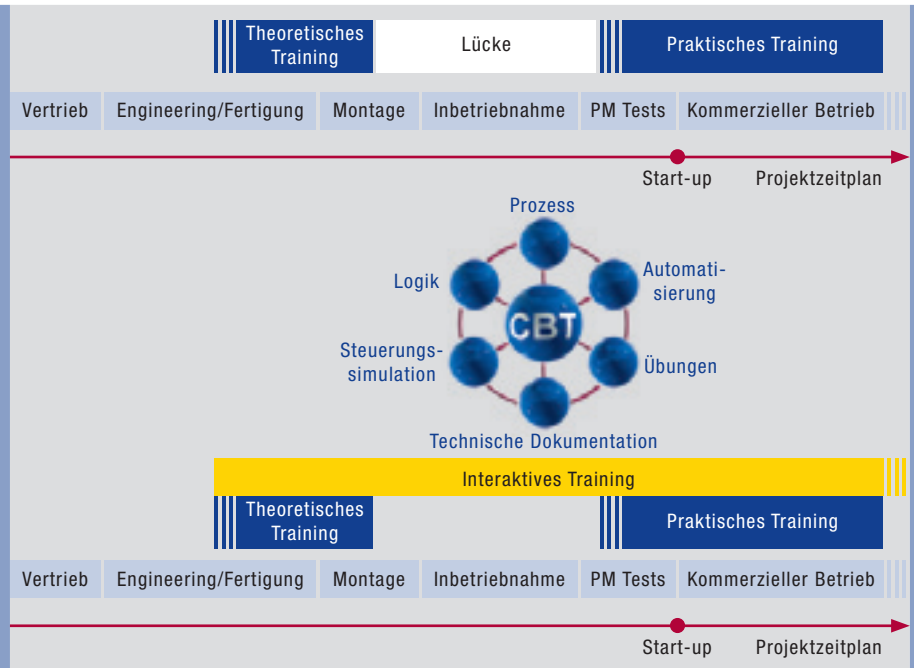 Theoretisches
Training
Lücke
Praktisches Training
Vertrieb Engineering/Fertigung Montage Inbetriebnahme PM Tests Kommerzieller Betrieb
Start-up Projektzeitplan
Prozess
Logik
Automati-
sierung
CBT
Steuerungs-
simulation
Übungen
Technische Dokumentation
Interaktives Training
Theoretisches
Training
Praktisches Training
Vertrieb Engineering/Fertigung Montage Inbetriebnahme PM Tests Kommerzieller Betrieb
Start-up Projektzeitplan